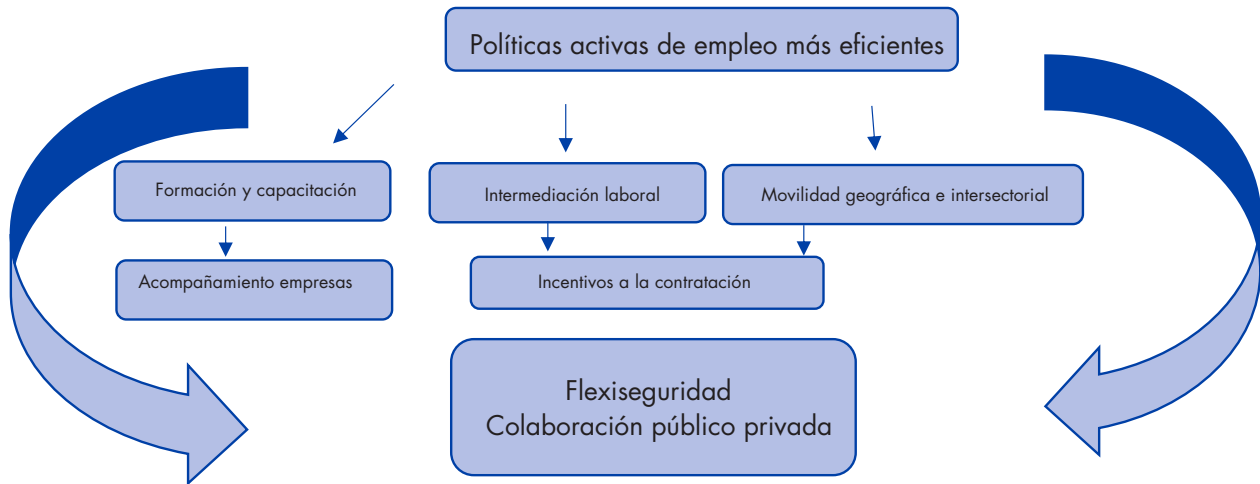 Políticas activas de empleo más eficientes
Formación y capacitación
Intermediación laboral
Movilidad geográfica e intersectorial
Acompañamiento empresas
Incentivos a la contratación
Flexiseguridad
Colaboración público privada